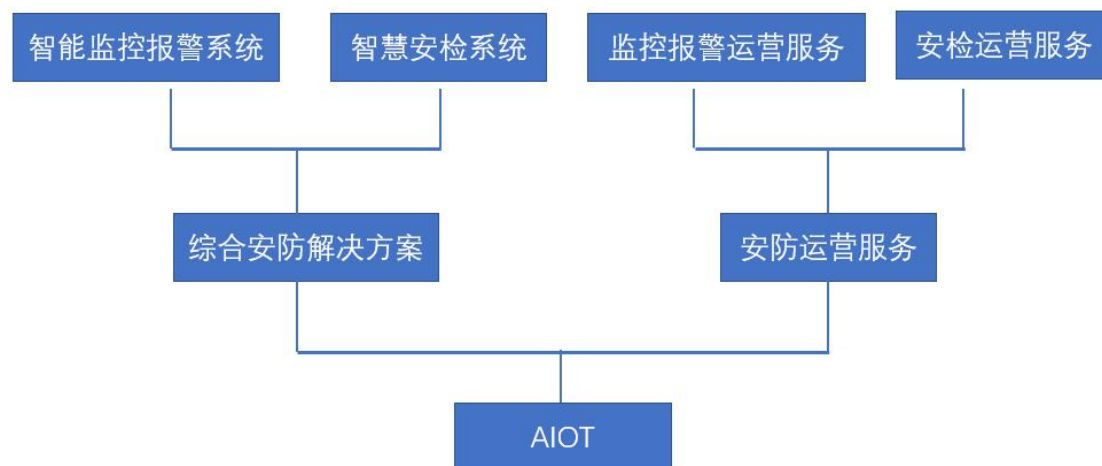 智能监控报警系统
智慧安检系统
监控报警运营服务
安检运营服务
综合安防解决方案
安防运营服务
AIOT